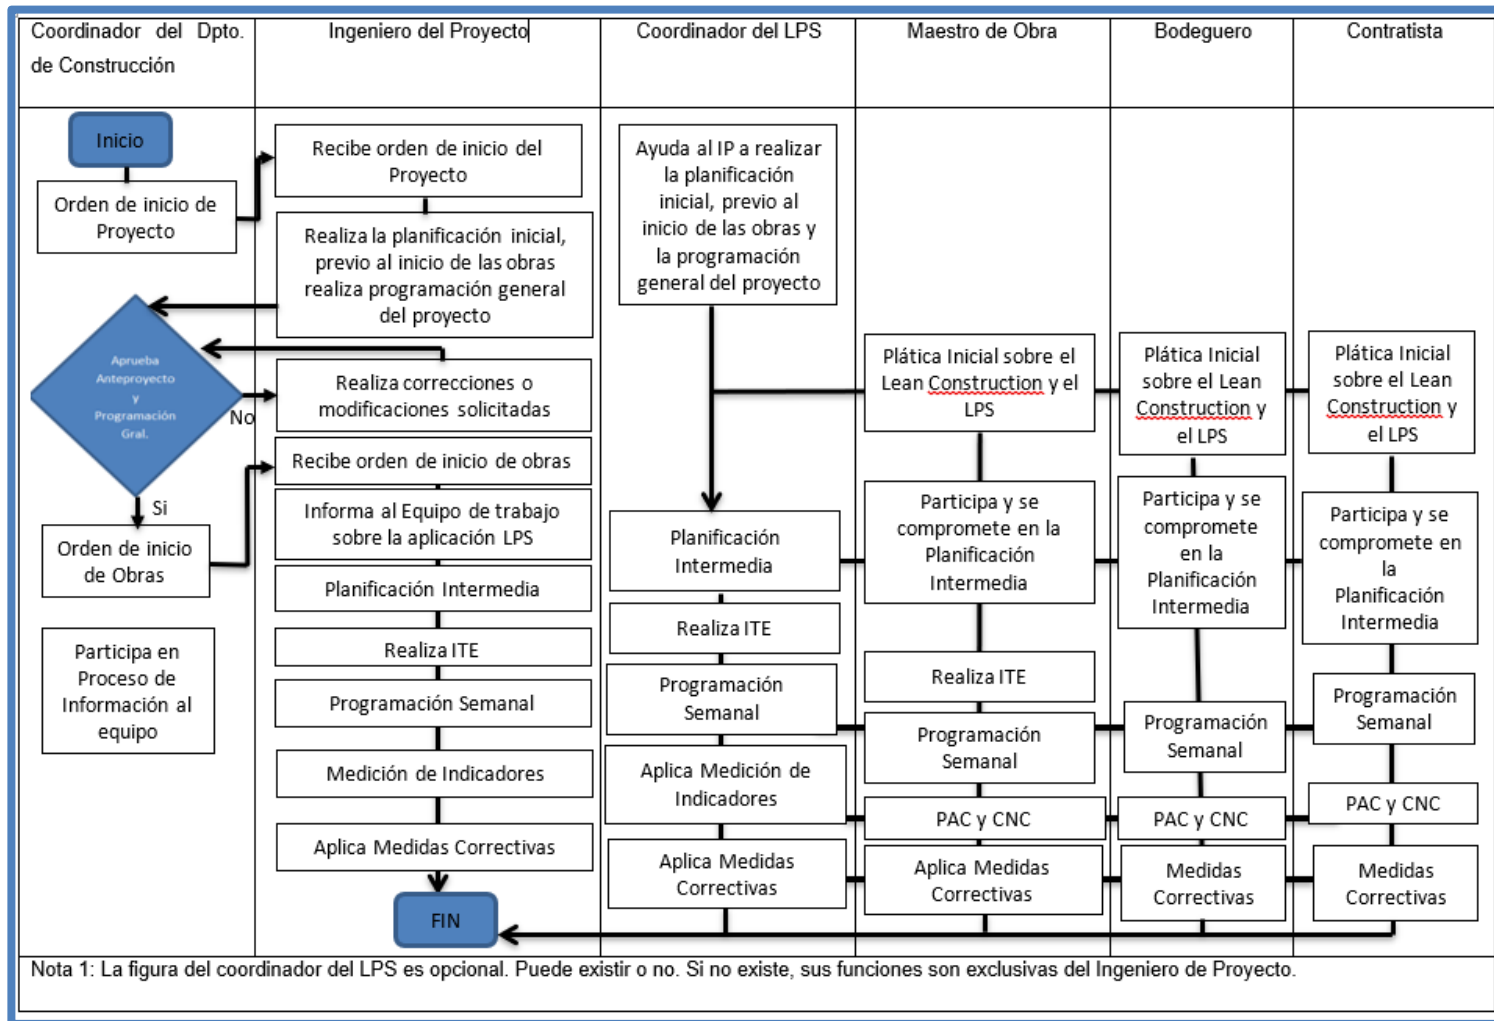 Coordinador del Dpto.
de Construcción
Ingeniero del Proyecto
Coordinador del LPS
Maestro de Obra
Bodeguero
Contratista
Inicio
Orden de inicio de
Proyecto
Aprueba
Anteproyecto
y
Programación
Gral.
No
Si
Orden de inicio
de Obras
Participa en
Proceso de
Información al
equipo
Recibe orden de inicio del
Proyecto
Realiza la planificación inicial,
previo al inicio de las obras
realiza programación general
del proyecto
Realiza correcciones o
modificaciones solicitadas
Recibe orden de inicio de obras
Informa al Equipo de trabajo
sobre la aplicación LPS
Planificación Intermedia
Realiza ITE
Programación Semanal
Medición de Indicadores
Aplica Medidas Correctivas
FIN
Ayuda al IP a realizar
la planificación
inicial, previo al
inicio de las obras y
la programación
general del proyecto
Planificación
Intermedia
Realiza ITE
Programación
Semanal
Aplica Medición de
Indicadores
Aplica Medidas
Correctivas
Plática Inicial sobre el
Lean Construction y el
LPS
Participa y se
compromete en la
Planificación
Intermedia
Realiza ITE
Programación
Semanal
PAC y CNC
Aplica Medidas
Correctivas
Plática Inicial
sobre el Lean
Construction y
el LPS
Participa y se
compromete
en la
Planificación
Intermedia
Programación
Semanal
PAC y CNC
Medidas
Correctivas
Plática Inicial
sobre el Lean
Construction y
el LPS
Participa y se
compromete en
la
Planificación
Intermedia
Programación
Semanal
PAC y CNC
Medidas
Correctivas
Nota 1: La figura del coordinador del LPS es opcional. Puede existir o no. Si no existe, sus funciones son exclusivas del Ingeniero de Proyecto.